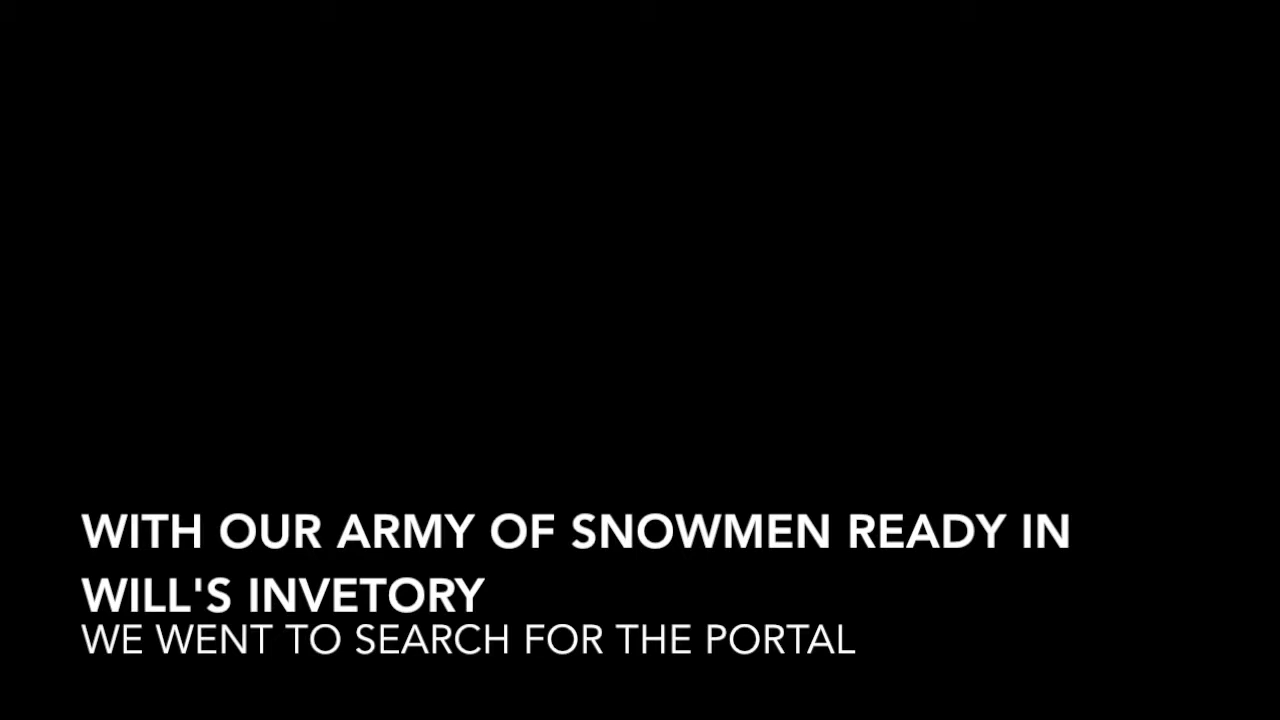 WITH OUR ARMY OF SNOWMEN READY IN
WILL'S INVETORY
WE WENT TO SEARCH FOR THE PORTAL